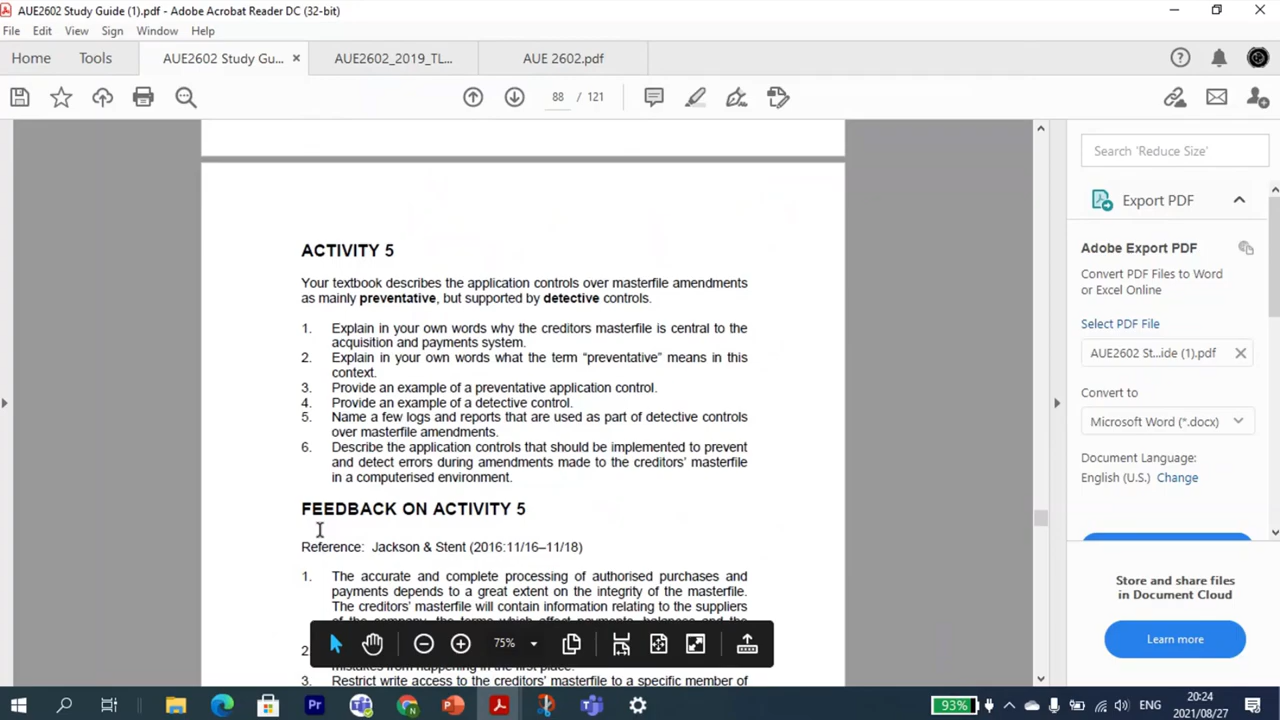 AUE2602 Study Guide (1).pdf - Adobe Acrobat Reader DC (32-bit)
File Edit View Sign Window Help
Home Tools AUE2602 Study Gu... × AUE2602_2019_TL... AUE 2602.pdf
88 / 121
Search 'Reduce Size'
Export PDF
Adobe Export PDF
Convert PDF Files to Word
or Excel Online
Select PDF File
AUE2602 St...ide (1).pdf
Convert to
Microsoft Word (*.docx)
Document Language:
English (U.S.) Change
Store and share files
in Document Cloud
Learn more
ACTIVITY 5
Your textbook describes the application controls over masterfile amendments
as mainly preventative, but supported by detective controls.
1. Explain in your own words why the creditors masterfile is central to the
acquisition and payments system.
2. Explain in your own words what the term “preventative” means in this
context.
3. Provide an example of a preventative application control.
4. Provide an example of a detective control.
5. Name a few logs and reports that are used as part of detective controls
over masterfile amendments.
6. Describe the application controls that should be implemented to prevent
and detect errors during amendments made to the creditors’ masterfile
in a computerised environment.
FEEDBACK ON ACTIVITY 5
Reference: Jackson & Stent (2016:11/16–11/18)
1. The accurate and complete processing of authorised purchases and
payments depends to a great extent on the integrity of the masterfile.
The creditors’ masterfile will contain information relating to the suppliers
2
mistakes from happening in the first place.
3. Restrict write access to the creditors’ masterfile to a specific member of
75%
93%
ENG
20:24
2021/08/27